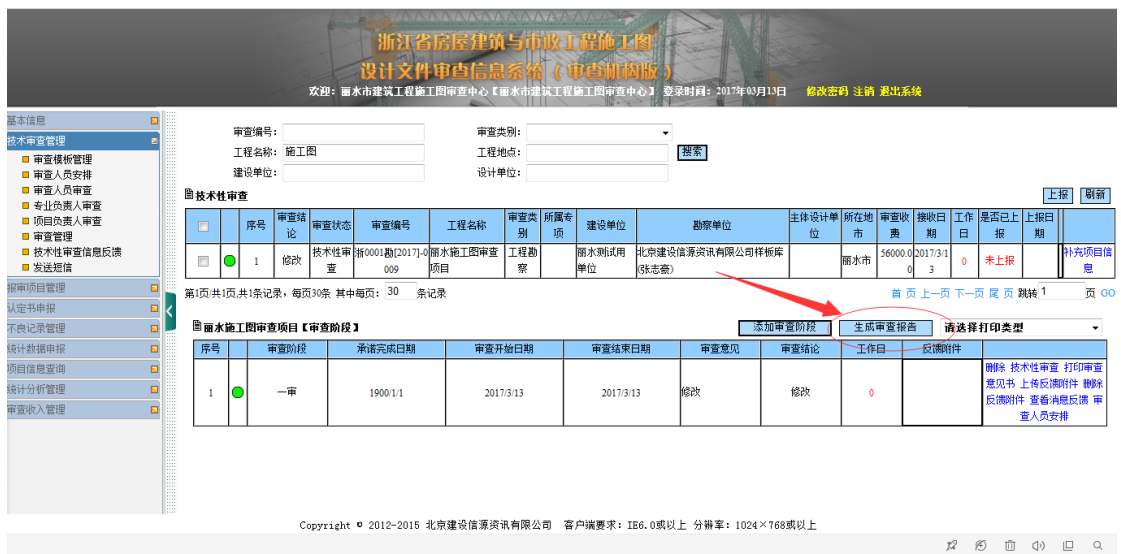 浙江省房屋建筑与市政工程施工图
设计文件审查信息系统（审查机构版）
欢迎：丽水市建筑工程施工图审查中心【丽水市建筑工程施工图审查中心】 登录时间：2017年03月13日 修改密码 注销 退出系统
基本信息
技术审查管理
审查模板管理
审查人员安排
审查人员审查
专业负责人审查
项目负责人审查
审查管理
技术性审查信息反馈
发送短信
报审项目管理
认定书申报
不良记录管理
统计数据申报
项目信息查询
统计分析管理
审查收入管理
审查编号： 审查类别：
工程名称： 施工图 工程地点： 搜索
建设单位： 设计单位：
技术性审查 上报 刷新
序号 审查结论 审查状态 审查编号 工程名称 审查类别 所属专项 建设单位 勘察单位 主体设计单位 所在地市 审查收费 接收日期 工作日 是否已上报 上报日期
1 修改 技术性审查 浙0001勘[2017]-0009 丽水施工图审查项目 工程勘察 丽水测试用单位 北京建设信源资讯有限公司样板库(张志豪) 丽水市 56000.00 2017/3/13 0 未上报 补充项目信息
第1页/共1页,共1条记录，每页30条 其中每页： 30 条记录 首 页 上一页 下一页 尾 页 跳转 1 页 GO
丽水施工图审查项目【审查阶段】 添加审查阶段 生成审查报告 请选择打印类型
序号 审查阶段 承诺完成日期 审查开始日期 审查结束日期 审查意见 审查结论 工作日 反馈附件
1 一审 1900/1/1 2017/3/13 2017/3/13 修改 修改 0 删除 技术性审查 打印审查意见书 上传反馈附件 删除反馈附件 查看消息反馈 审查人员安排
Copyright © 2012-2015 北京建设信源资讯有限公司 客户端要求：IE6.0或以上 分辨率：1024×768或以上